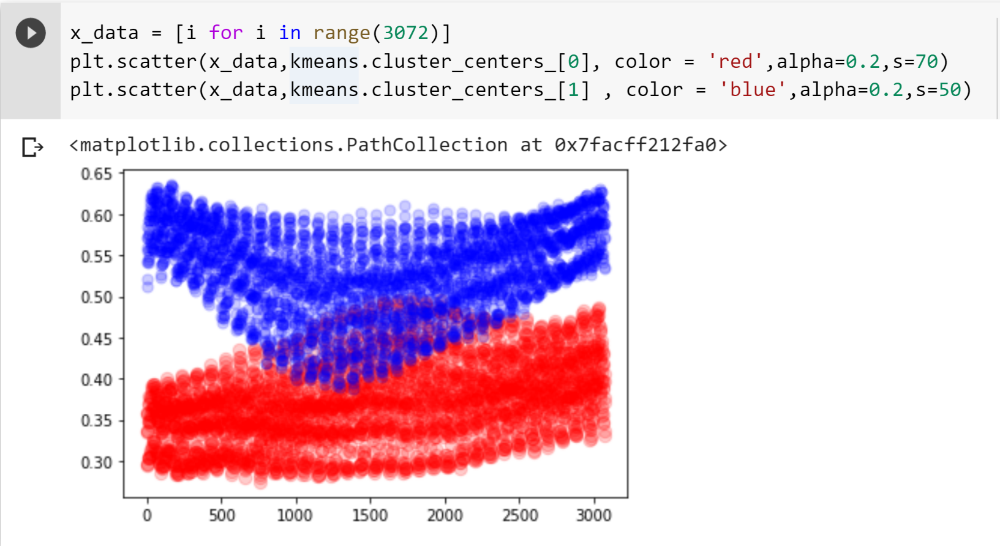 x_data = [i for i in range(3072)]
plt.scatter(x_data,kmeans.cluster_centers_[0], color = 'red',alpha=0.2,s=70)
plt.scatter(x_data,kmeans.cluster_centers_[1] , color = 'blue',alpha=0.2,s=50)
<matplotlib.collections.PathCollection at 0x7facff212fa0>
0.65
0.60
0.55
0.50
0.45
0.40
0.35
0.30
0 500 1000 1500 2000 2500 3000